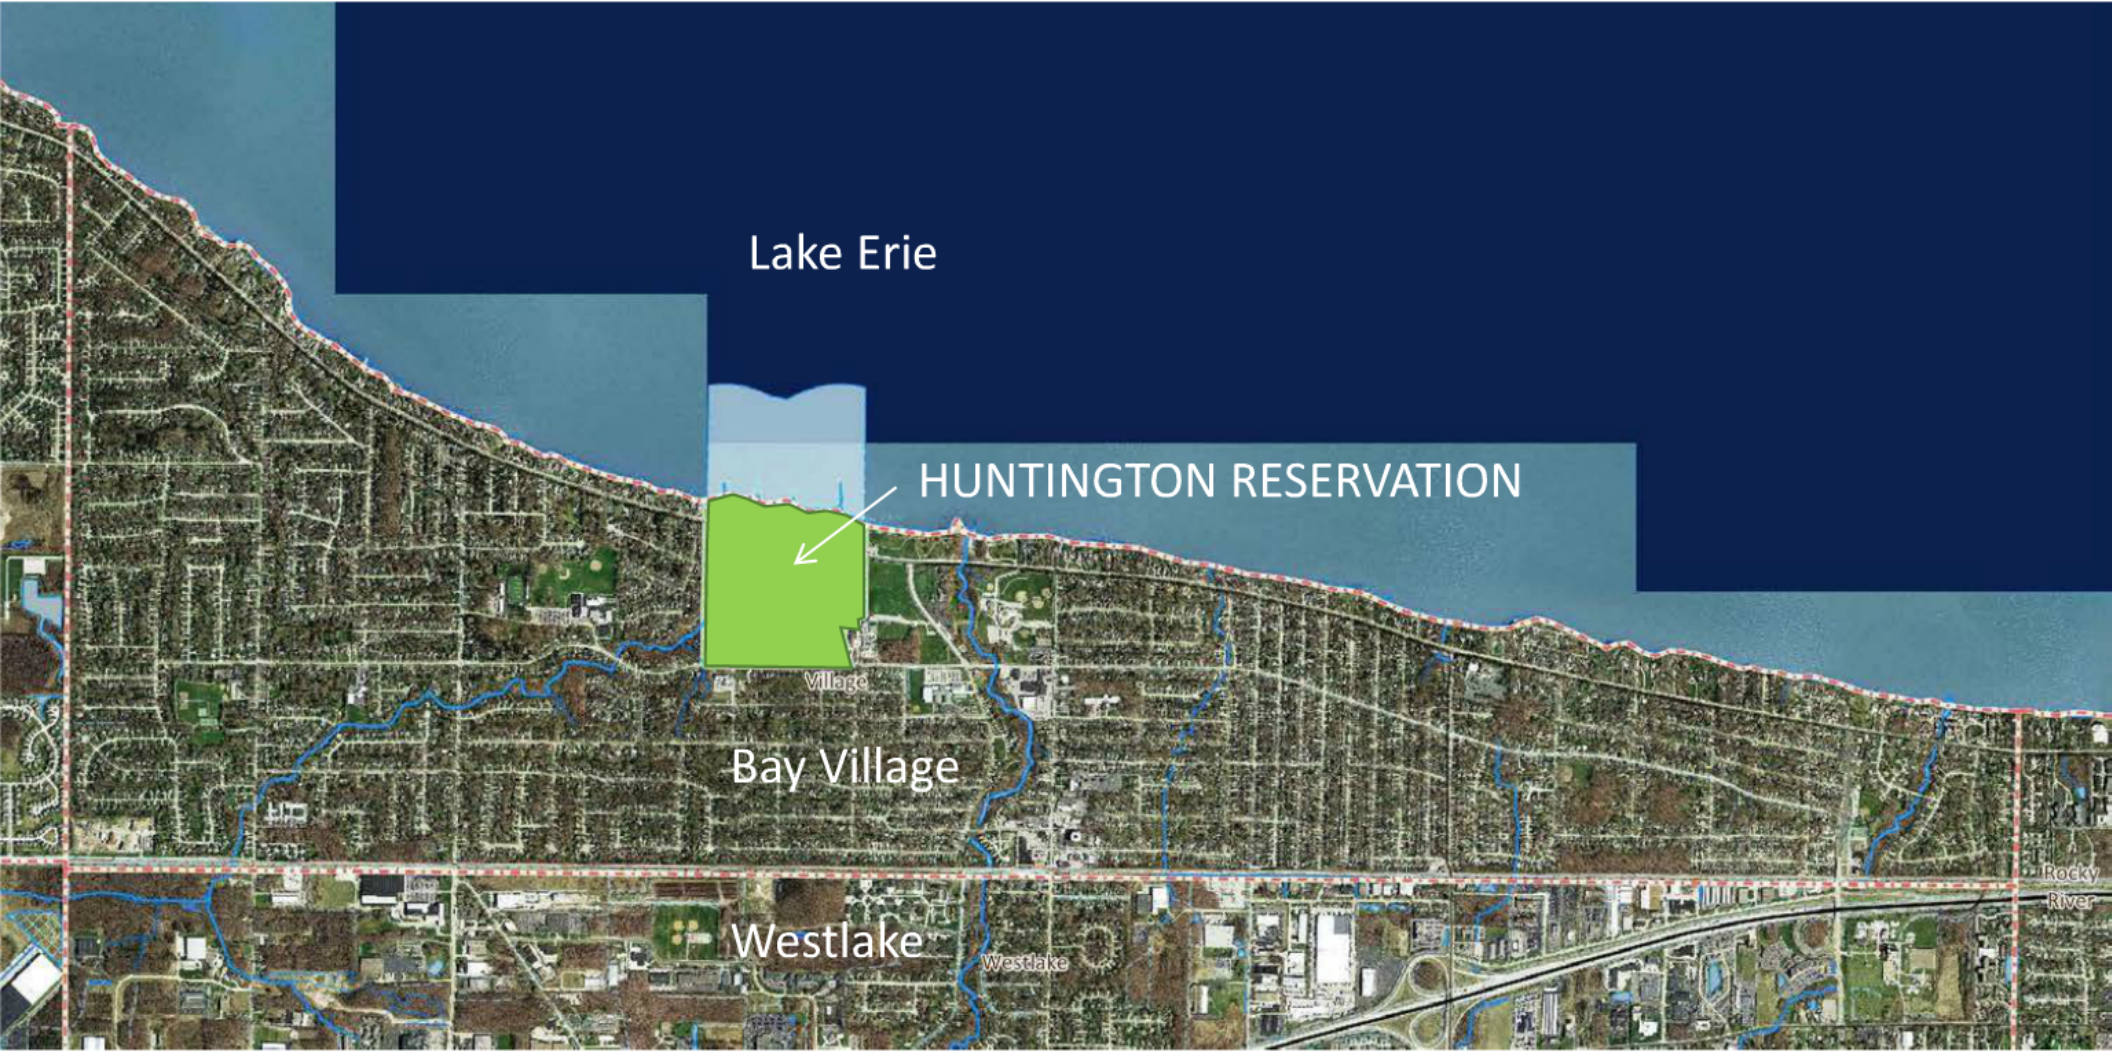 Lake Erie
HUNTINGTON RESERVATION
Village
Bay Village
Rocky
River
Westlake
Westlake